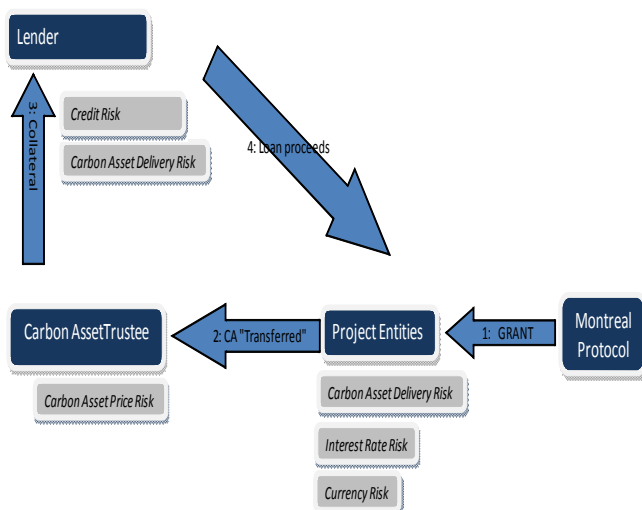 Lender
3: Collateral
Credit Risk
Carbon Asset Delivery Risk
4: Loan proceeds
Carbon AssetTrustee
2: CA "Transferred"
Project Entities
1: GRANT
Montreal
Protocol
Carbon Asset Price Risk
Carbon Asset Delivery Risk
Interest Rate Risk
Currency Risk